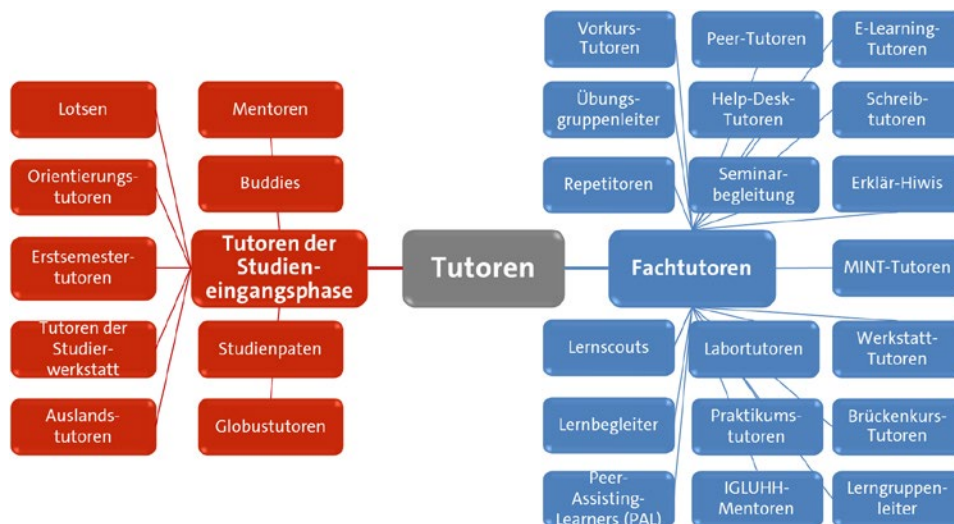 Lotsen
Orientierungs-
tutoren
Erstsemester-
tutoren
Tutoren der
Studier-
werkstatt
Auslands-
tutoren
Mentoren
Buddies
Tutoren der
Studien-
eingangsphase
Studienpaten
Globustutoren
Tutoren
Fachtutoren
Vorkurs-
Tutoren
Peer-Tutoren
E-Learning-
Tutoren
Übungs-
gruppenleiter
Help-Desk-
Tutoren
Schreib-
tutoren
Repetitoren
Seminar-
begleitung
Erklär-Hiwis
MINT-Tutoren
Lernscouts
Labortutoren
Werkstatt-
Tutoren
Lernbegleiter
Praktikums-
tutoren
Brückenkurs-
Tutoren
Peer-
Assisting-
Learners (PAL)
IGLUHH-
Mentoren
Lerngruppen-
leiter